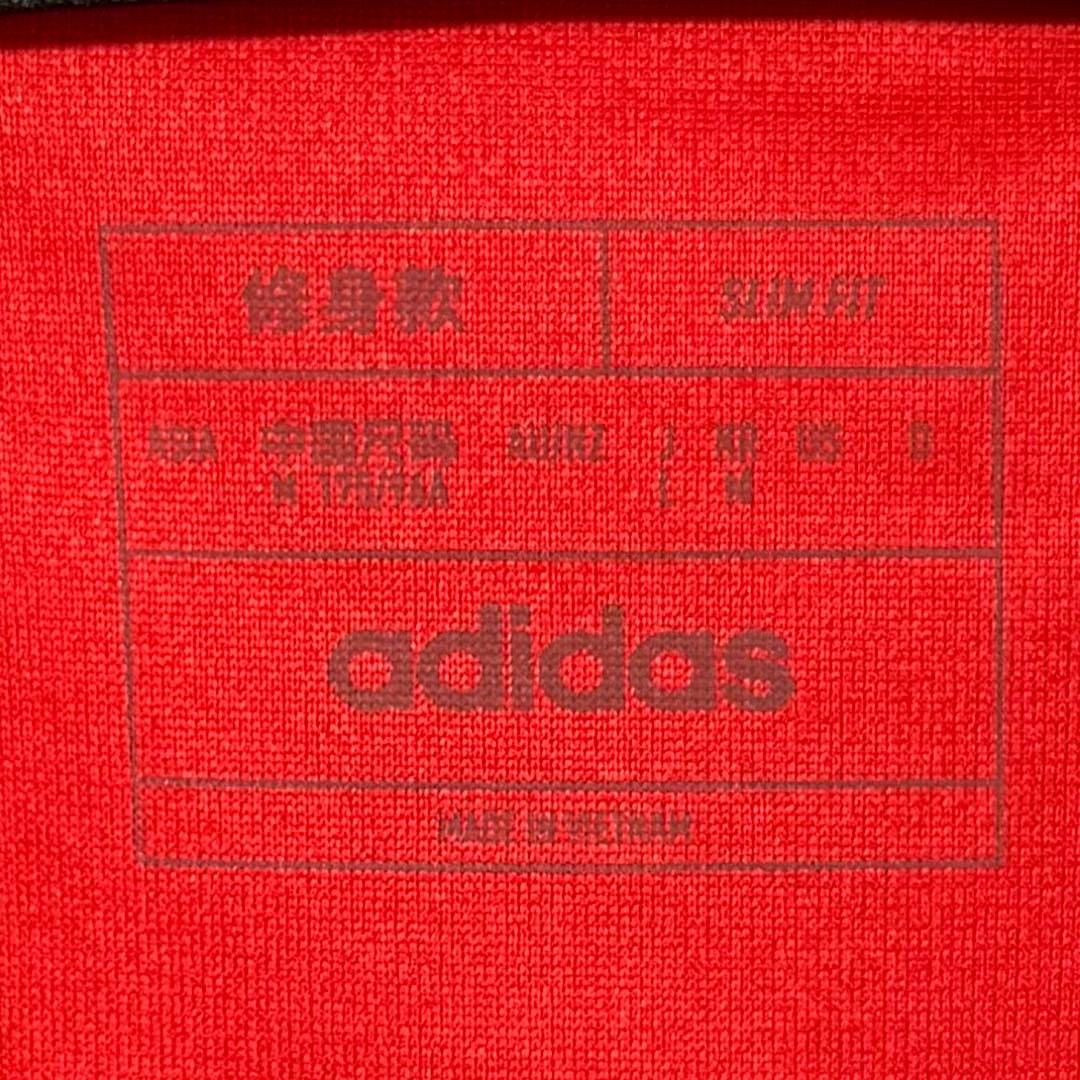 修身款 SLIM FIT
ASIA 中国尺码 AU/NZ J KR US D
M 175/76A L M
adidas
MADE IN VIETNAM